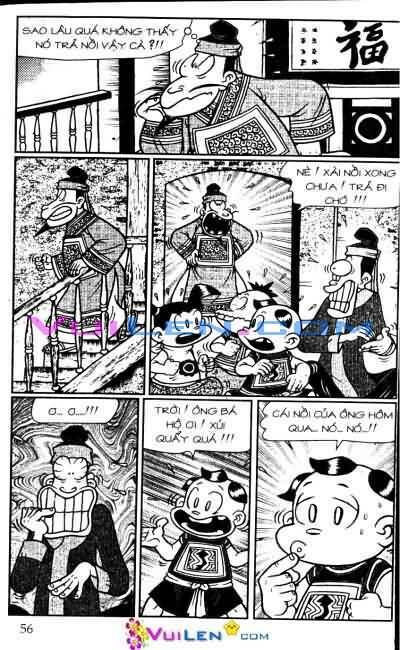 SAO LÂU QUÁ KHÔNG THẤY
NÓ TRẢ NỒI VẬY CÀ ?!!
福
NÈ ! XÀI NỒI XONG
CHƯA ! TRẢ ĐI
CHỚ !!!
VUILEN.COM
Ơ... Ơ....!!!
TRỜI ! ÔNG BÁ
HỘ ƠI ! XÚI
QUẨY QUÁ !!!
CÁI NỒI CỦA ÔNG HÔM
QUA... NÓ... NÓ...!!
56
VUILEN.COM